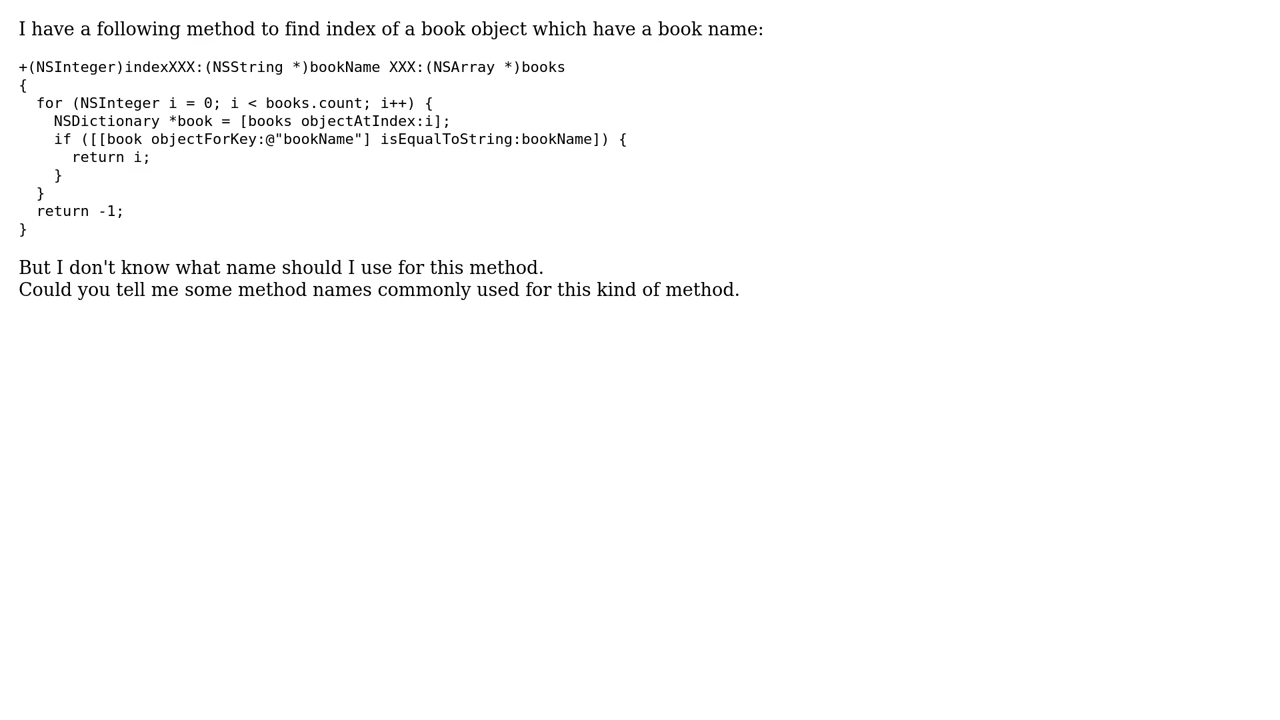 I have a following method to find index of a book object which have a book name:
+(NSInteger)indexXXX:(NSString *)bookName XXX:(NSArray *)books
{
  for (NSInteger i = 0; i < books.count; i++) {
    NSDictionary *book = [books objectAtIndex:i];
    if ([[book objectForKey:@"bookName"] isEqualToString:bookName]) {
      return i;
    }
  }
  return -1;
}
But I don't know what name should I use for this method.
Could you tell me some method names commonly used for this kind of method.